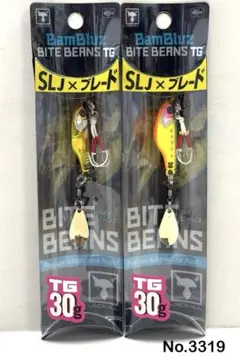 BamBluz
BITE BEANS TG
SLJ×ブレード
BITE
BEANS
TG
30g
BamBluz
BITE BEANS TG
SLJ×ブレード
BITE
BEANS
TG
30g
No.3319